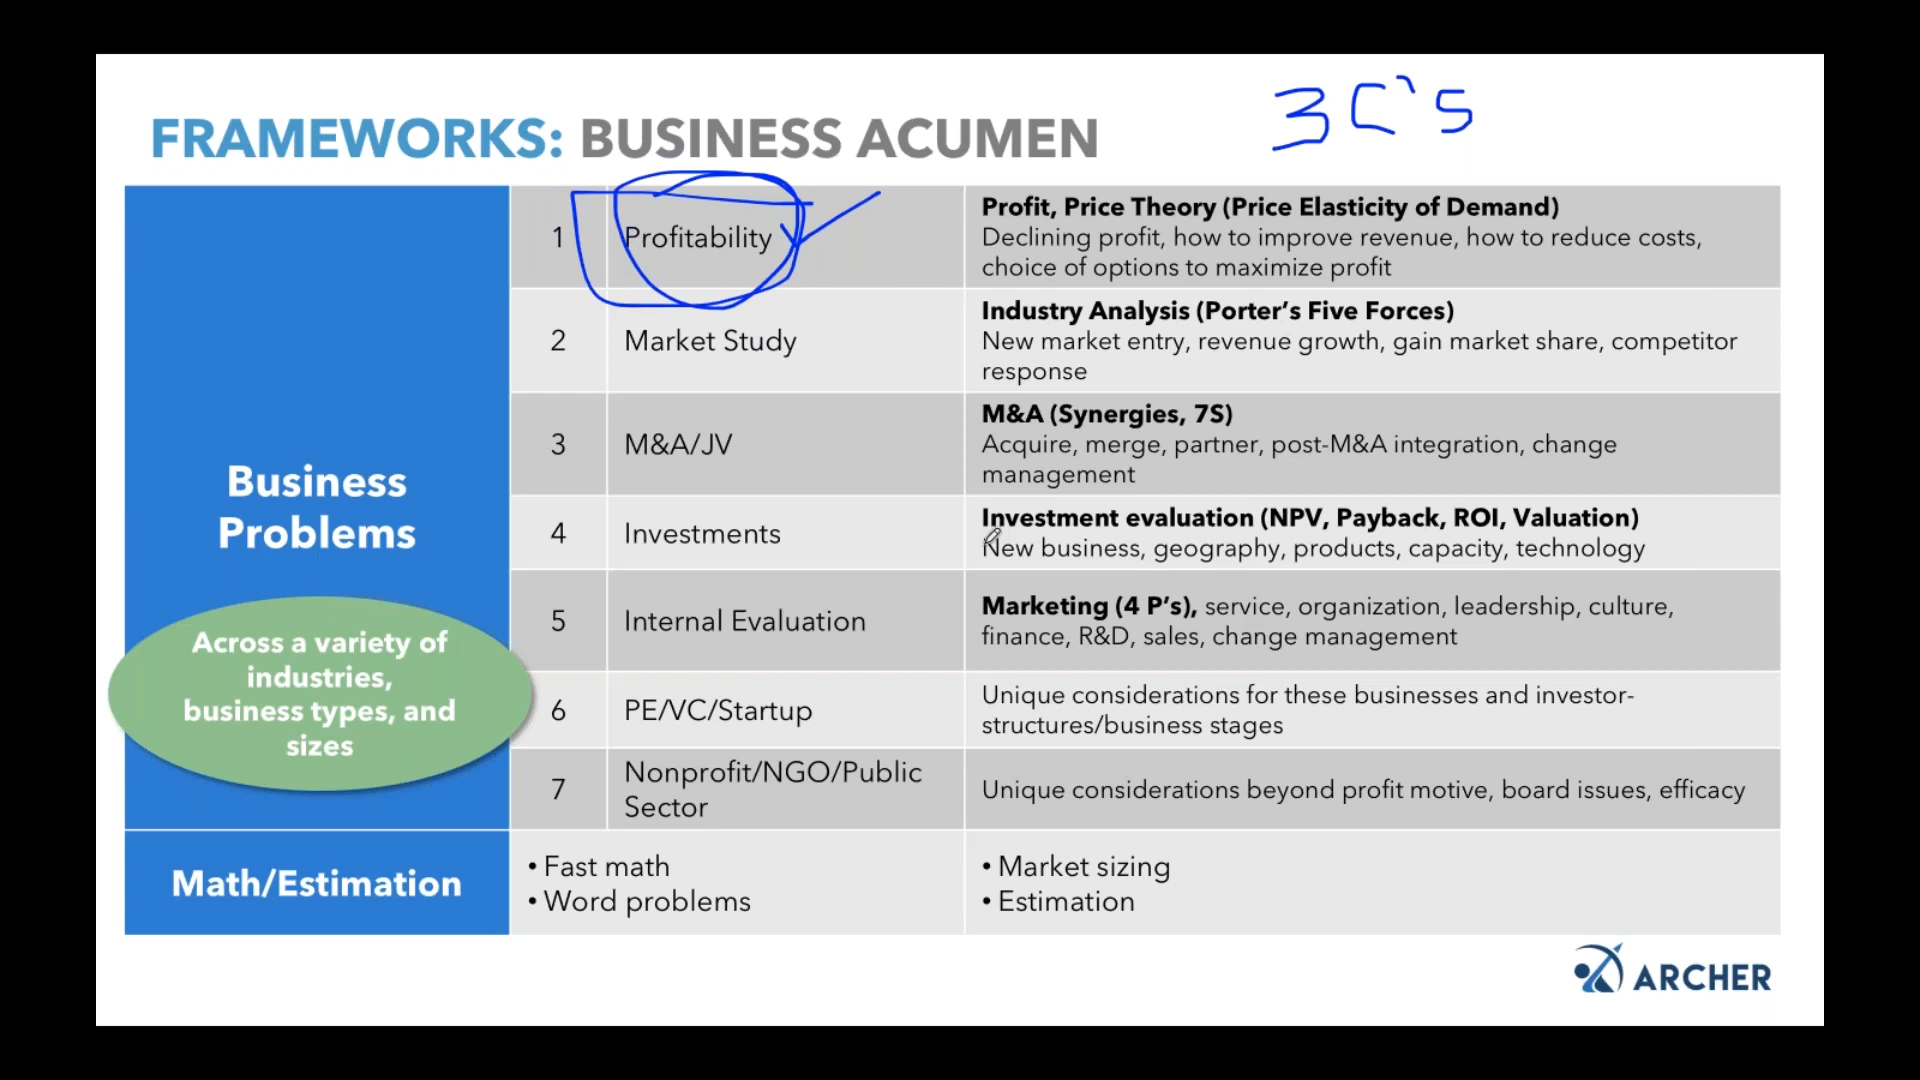 3 C's
FRAMEWORKS: BUSINESS ACUMEN
Business
Problems
Across a variety of
industries,
business types, and
sizes
1
Profitability
Profit, Price Theory (Price Elasticity of Demand)
Declining profit, how to improve revenue, how to reduce costs,
choice of options to maximize profit
2
Market Study
Industry Analysis (Porter’s Five Forces)
New market entry, revenue growth, gain market share, competitor
response
3
M&A/JV
M&A (Synergies, 7S)
Acquire, merge, partner, post-M&A integration, change
management
4
Investments
Investment evaluation (NPV, Payback, ROI, Valuation)
New business, geography, products, capacity, technology
5
Internal Evaluation
Marketing (4 P’s), service, organization, leadership, culture,
finance, R&D, sales, change management
6
PE/VC/Startup
Unique considerations for these businesses and investor-
structures/business stages
7
Nonprofit/NGO/Public
Sector
Unique considerations beyond profit motive, board issues, efficacy
Math/Estimation
• Fast math
• Word problems
• Market sizing
• Estimation
ARCHER